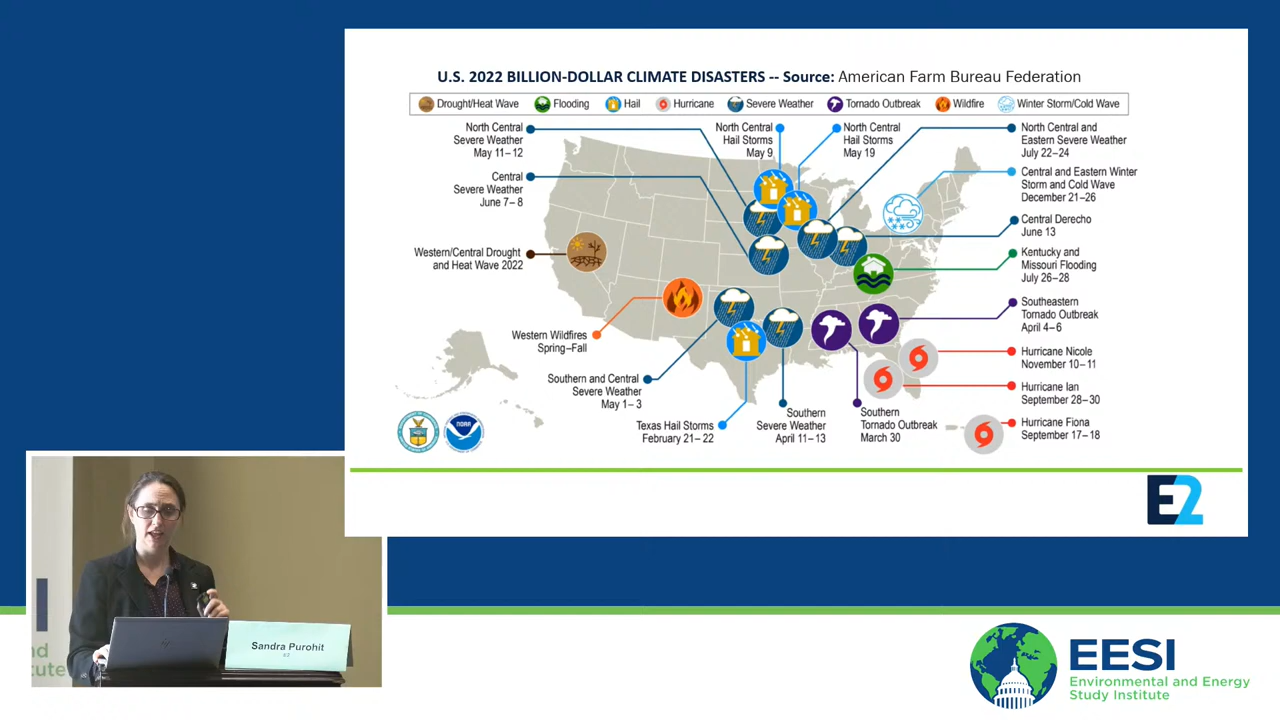 U.S. 2022 BILLION-DOLLAR CLIMATE DISASTERS -- Source: American Farm Bureau Federation
Drought/Heat Wave
Flooding
Hail
Hurricane
Severe Weather
Tornado Outbreak
Wildfire
Winter Storm/Cold Wave
North Central
Severe Weather
May 11–12
North Central
Hail Storms
May 9
North Central
Hail Storms
May 19
North Central and
Eastern Severe Weather
July 22–24
Central
Severe Weather
June 7–8
Central and Eastern Winter
Storm and Cold Wave
December 21–26
Central Derecho
June 13
Western/Central Drought
and Heat Wave 2022
Kentucky and
Missouri Flooding
July 26–28
Southeastern
Tornado Outbreak
April 4–6
Western Wildfires
Spring–Fall
Hurricane Nicole
November 10–11
Southern and Central
Severe Weather
May 1–3
Hurricane Ian
September 28–30
Texas Hail Storms
February 21–22
Southern
Severe Weather
April 11–13
Southern
Tornado Outbreak
March 30
Hurricane Fiona
September 17–18
NOAA
E2
I
nd
tute
Sandra Purohit
E2
EESI
Environmental and Energy
Study Institute